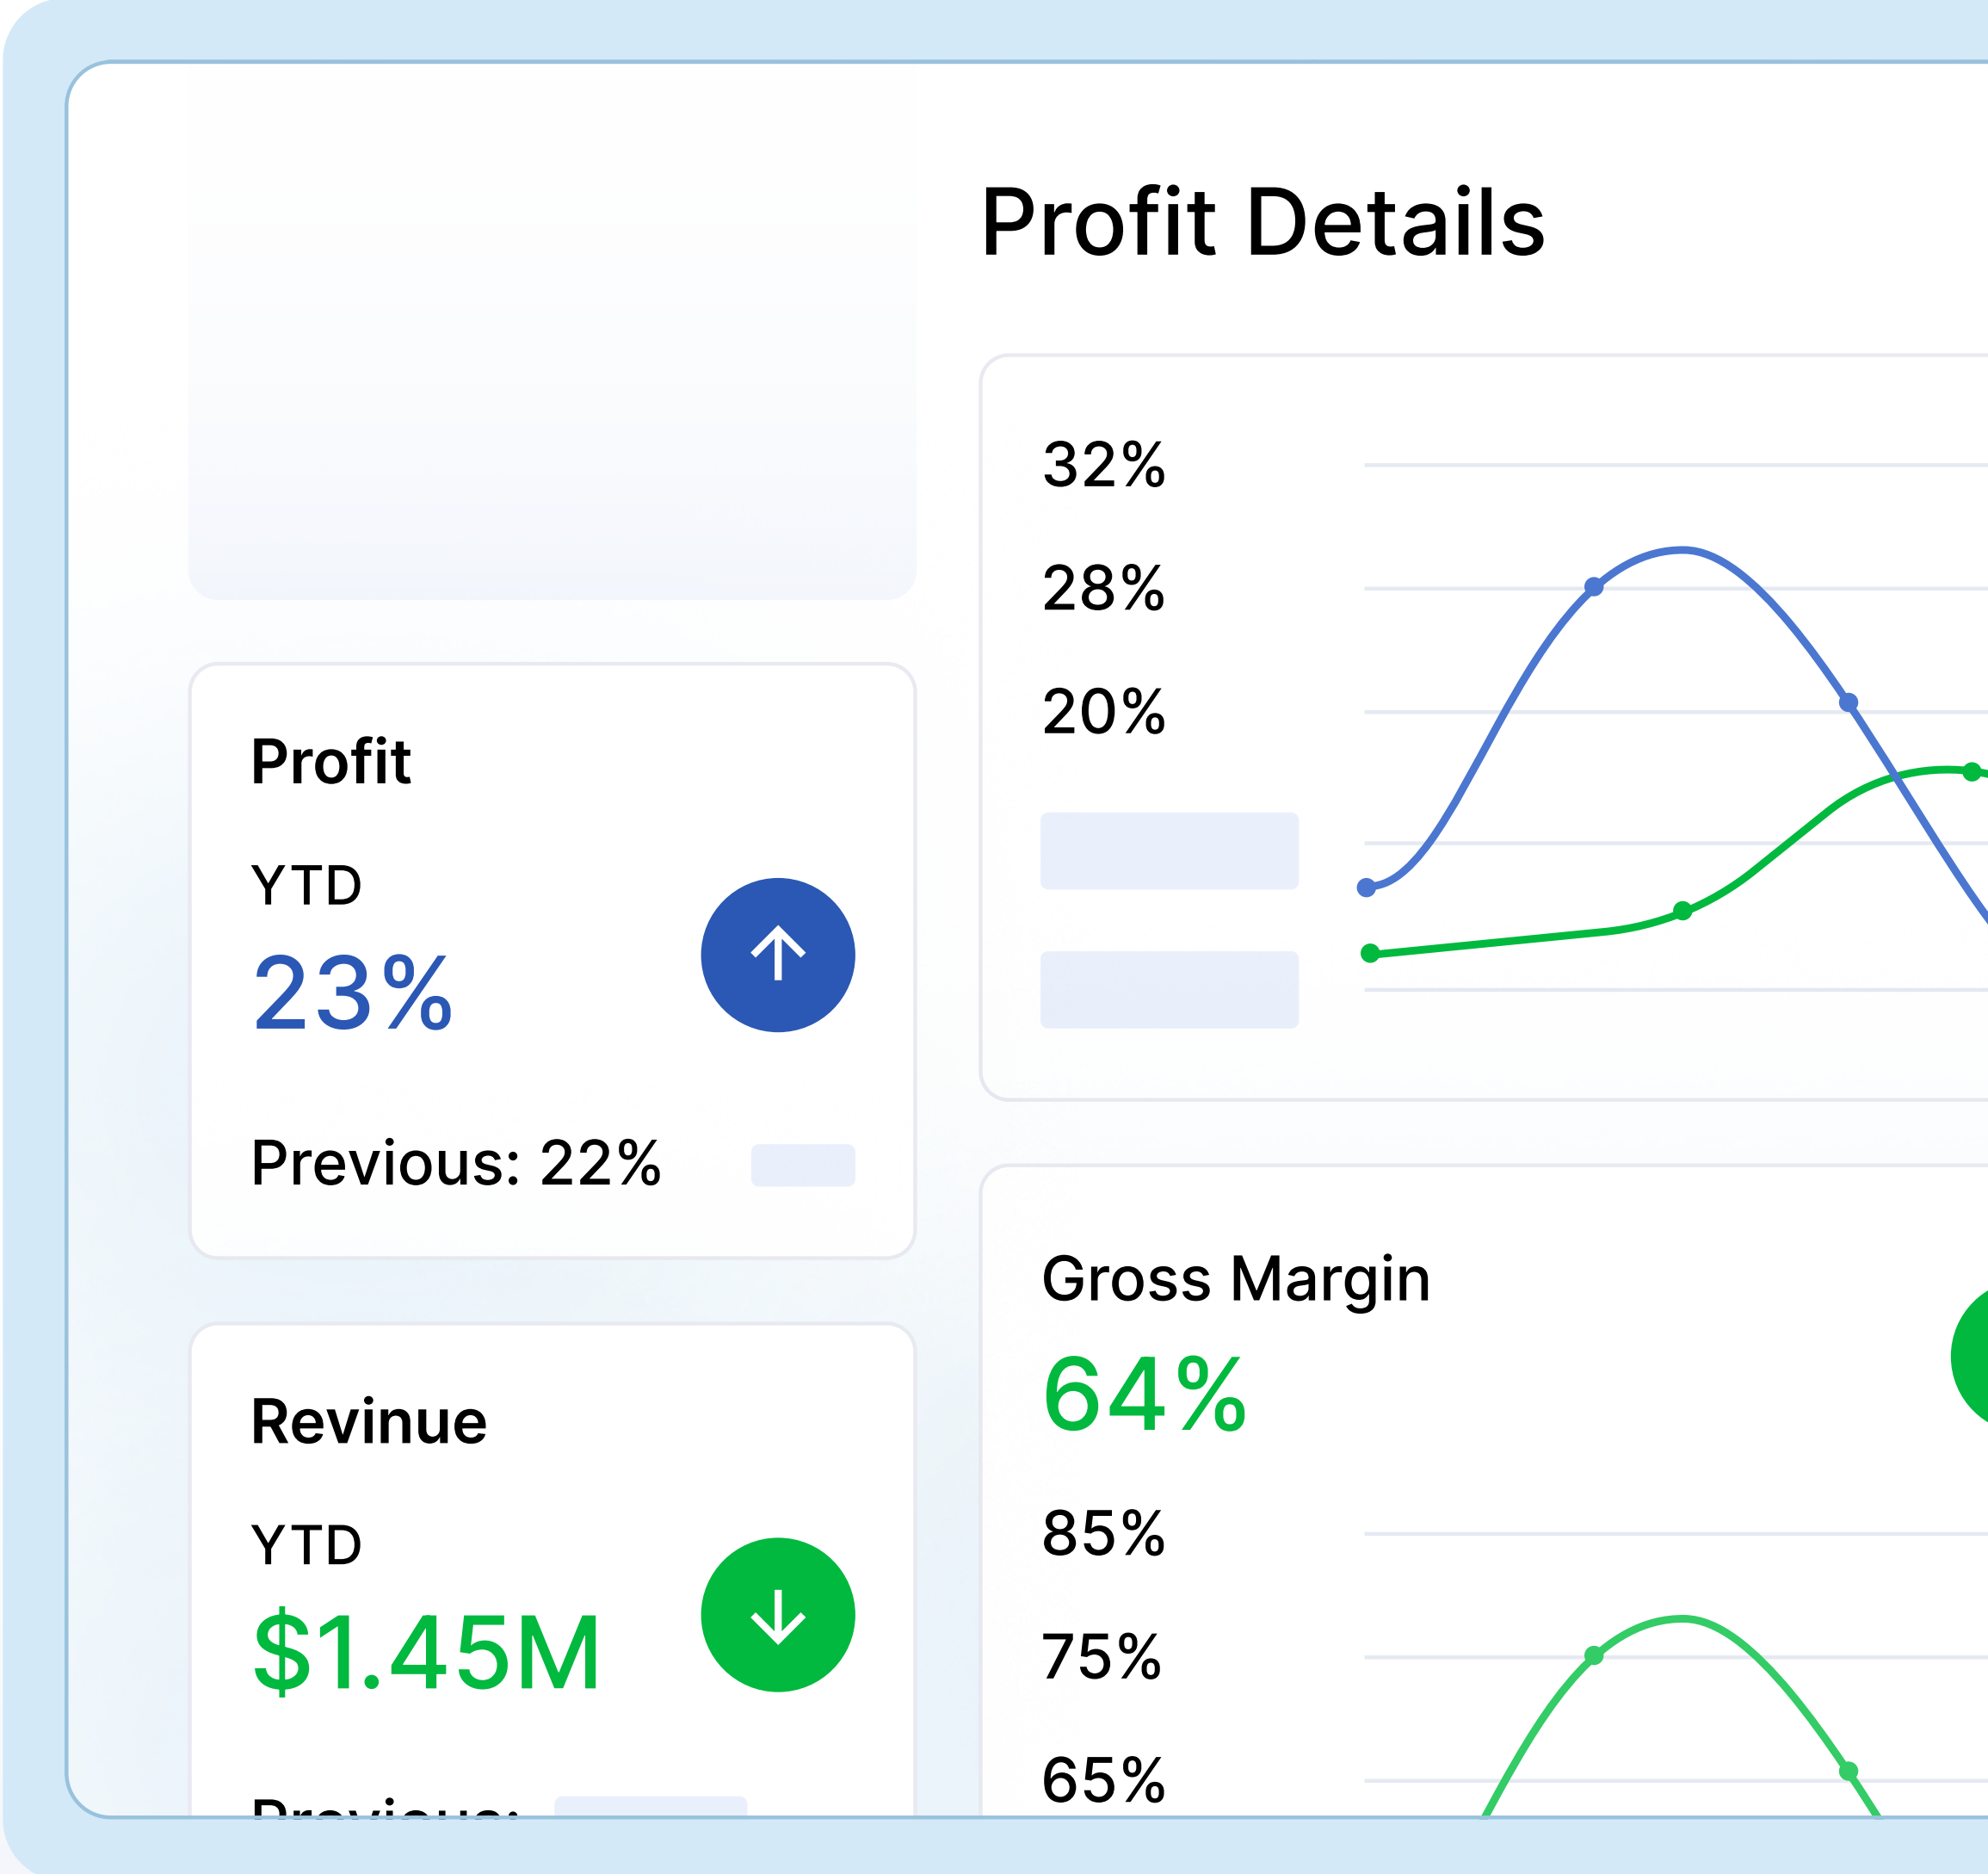 Profit Details
32%
28%
20%
Profit
YTD
23%
Previous: 22%
Gross Margin
64%
85%
75%
65%
Revinue
YTD
$1.45M
Previous: